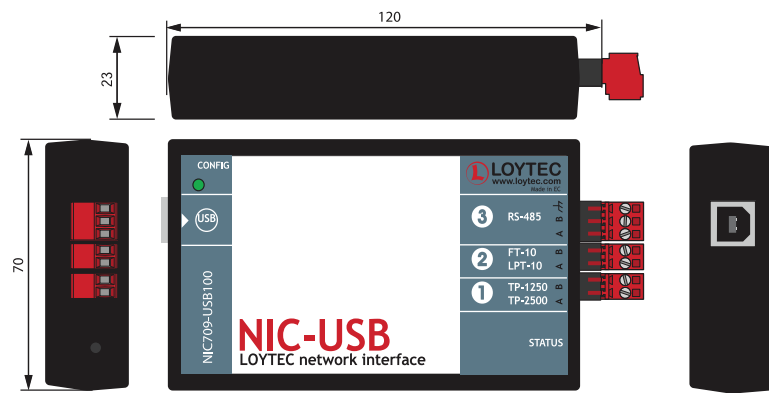 120
23
70
CONFIG
USB
NIC709-USB100
NIC-USB
LOYTEC network interface
L LOYTEC
www.loytec.com
Made in EC
3 RS-485 A B
2 FT-10 LPT-10 A B
1 TP-1250 TP-2500 A B
STATUS